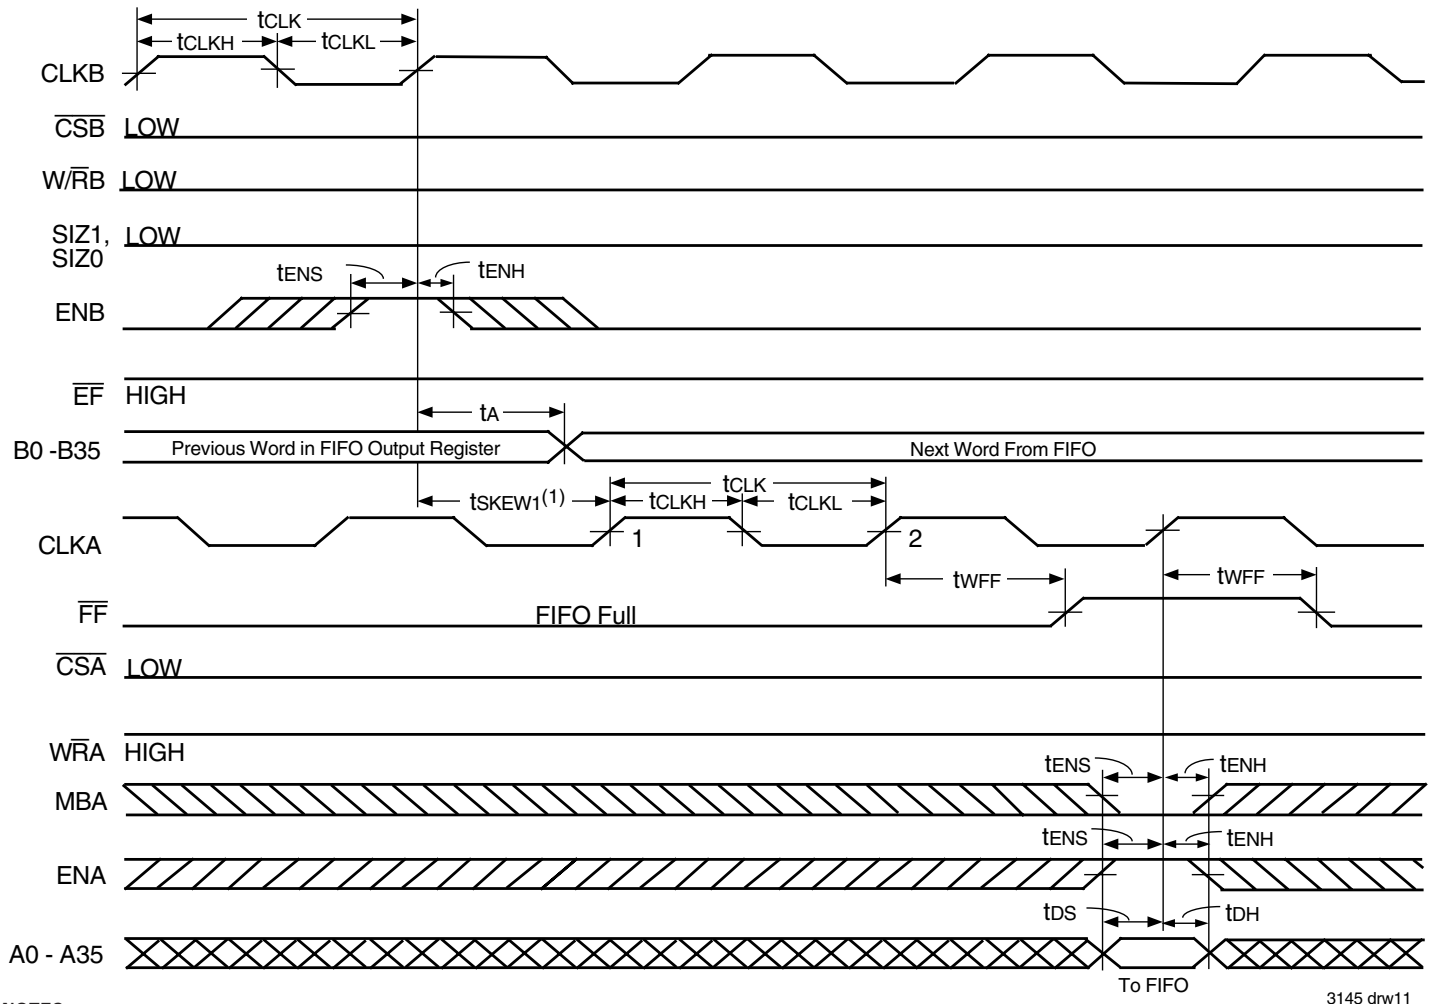 tCLK
tCLKH tCLKL
CLKB
CSB LOW
W/RB LOW
SIZ1, SIZ0 LOW
tENS tENH
ENB
EF HIGH
tA
B0 -B35 Previous Word in FIFO Output Register Next Word From FIFO
tCLK
tSKEW1(1) tCLKH tCLKL
CLKA 1 2
tWFF tWFF
FF FIFO Full
CSA LOW
WRA HIGH
tENS tENH
MBA
tENS tENH
ENA
tDS tDH
A0 - A35
To FIFO
3145 drw11